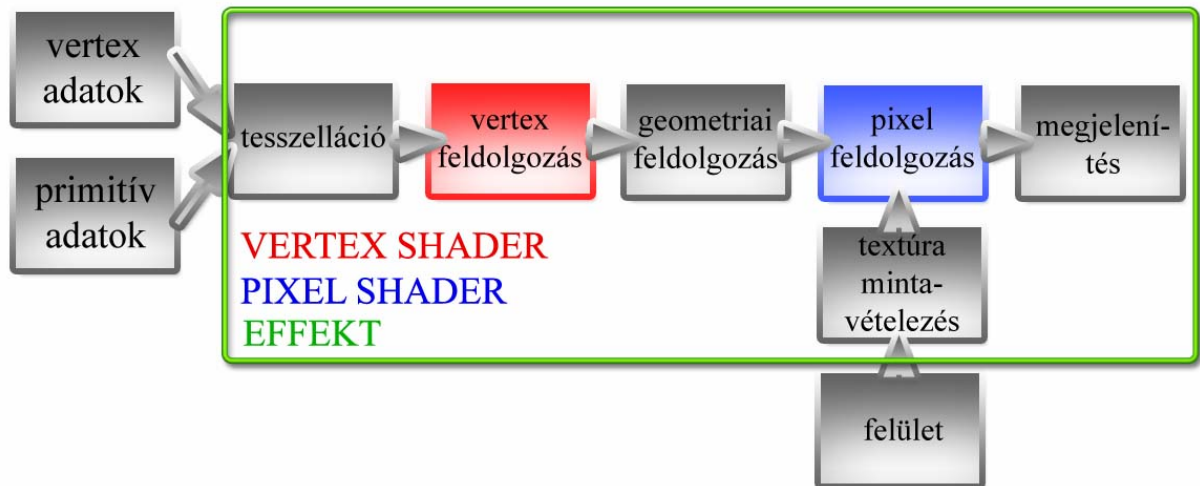 vertex
adatok
primitív
adatok
tesszelláció
vertex
feldolgozás
geometriai
feldolgozás
pixel
feldolgozás
megjelení-
tés
VERTEX SHADER
PIXEL SHADER
EFFEKT
textúra
minta-
vételezés
felület